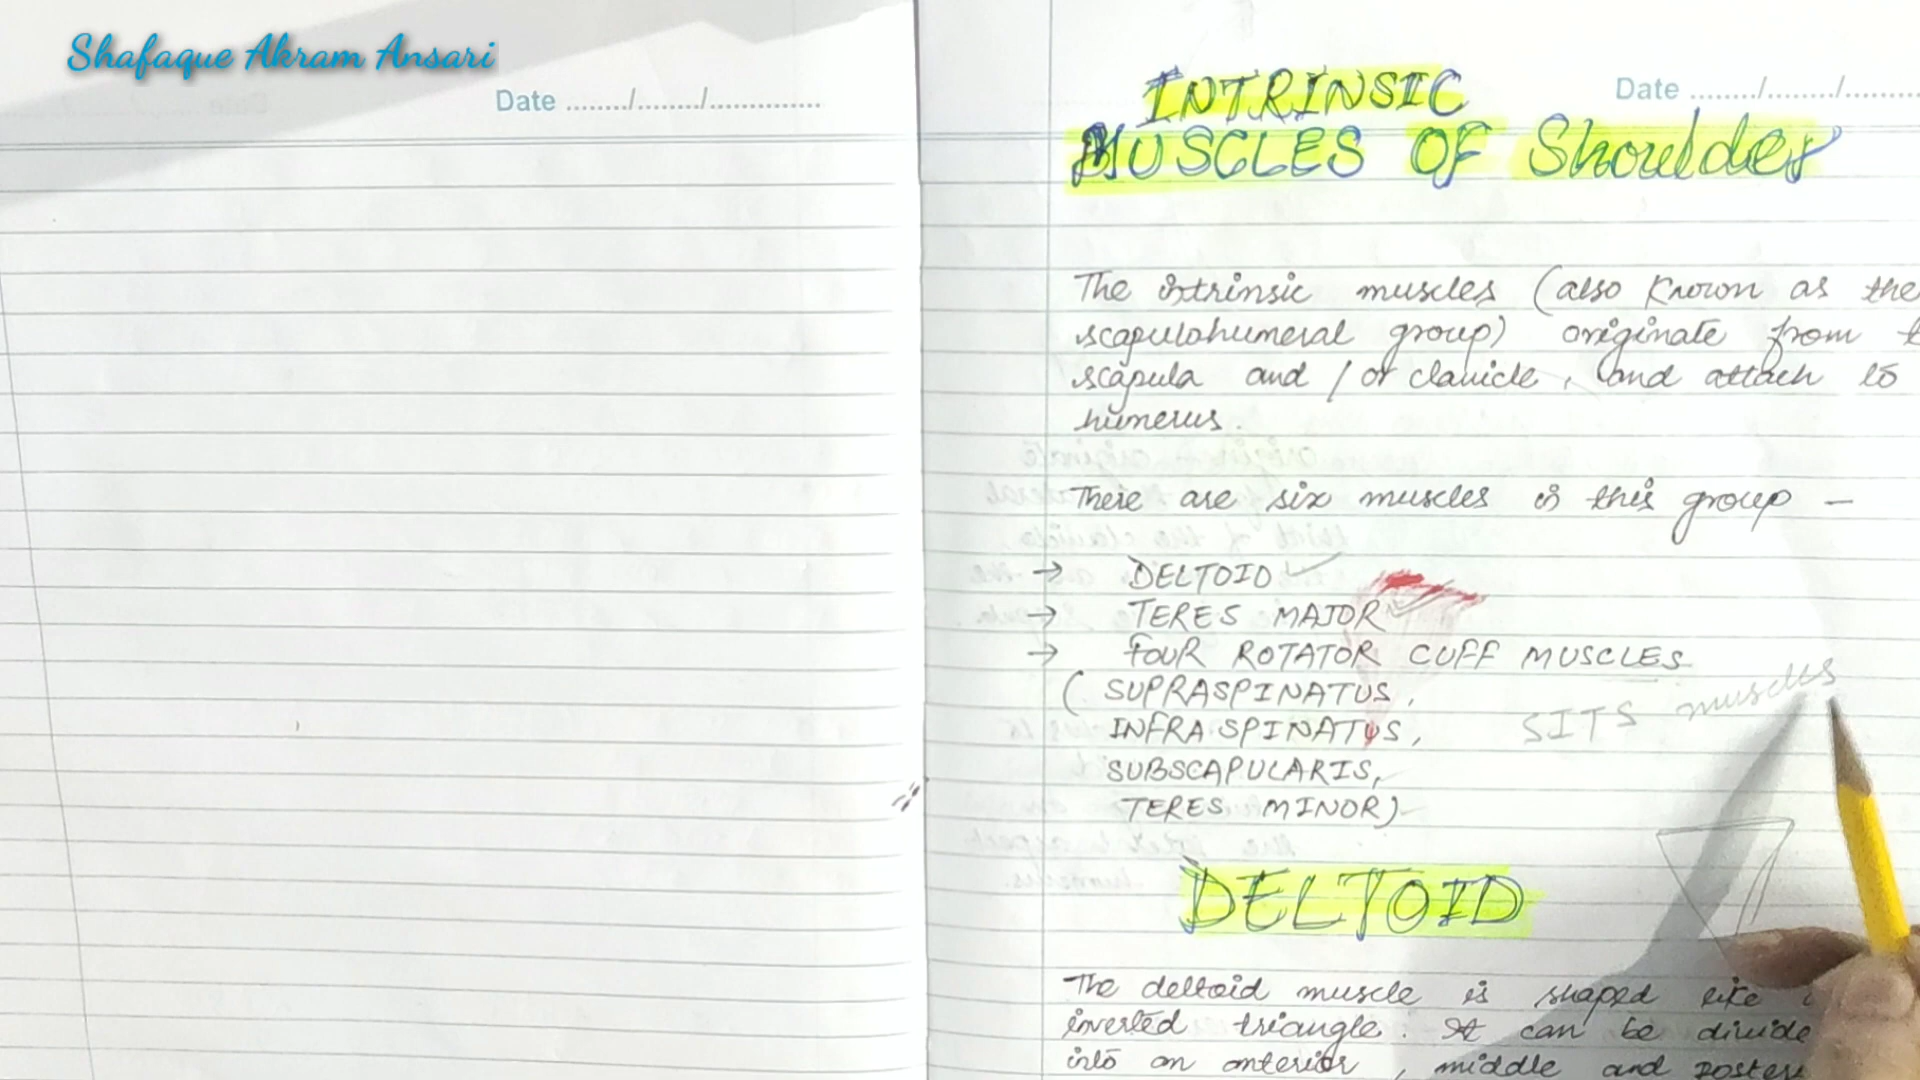 Shafaque Akram Ansari
Date ......../......../..............
Date ......../......../.........
INTRINSIC
MUSCLES OF Shoulder
The intrinsic muscles (also known as the
scapulohumeral group) originate from
scapula and / or clavicle, and attach to
humerus.
There are six muscles in this group –
→ DELTOID
→ TERES MAJOR
→ FOUR ROTATOR CUFF MUSCLES
( SUPRASPINATUS,
INFRASPINATUS,
SITS muscles
SUBSCAPULARIS,
TERES MINOR)
DELTOID
The deltoid muscle is shaped like
inverted triangle. It can be divide
into an anterior, middle and poster